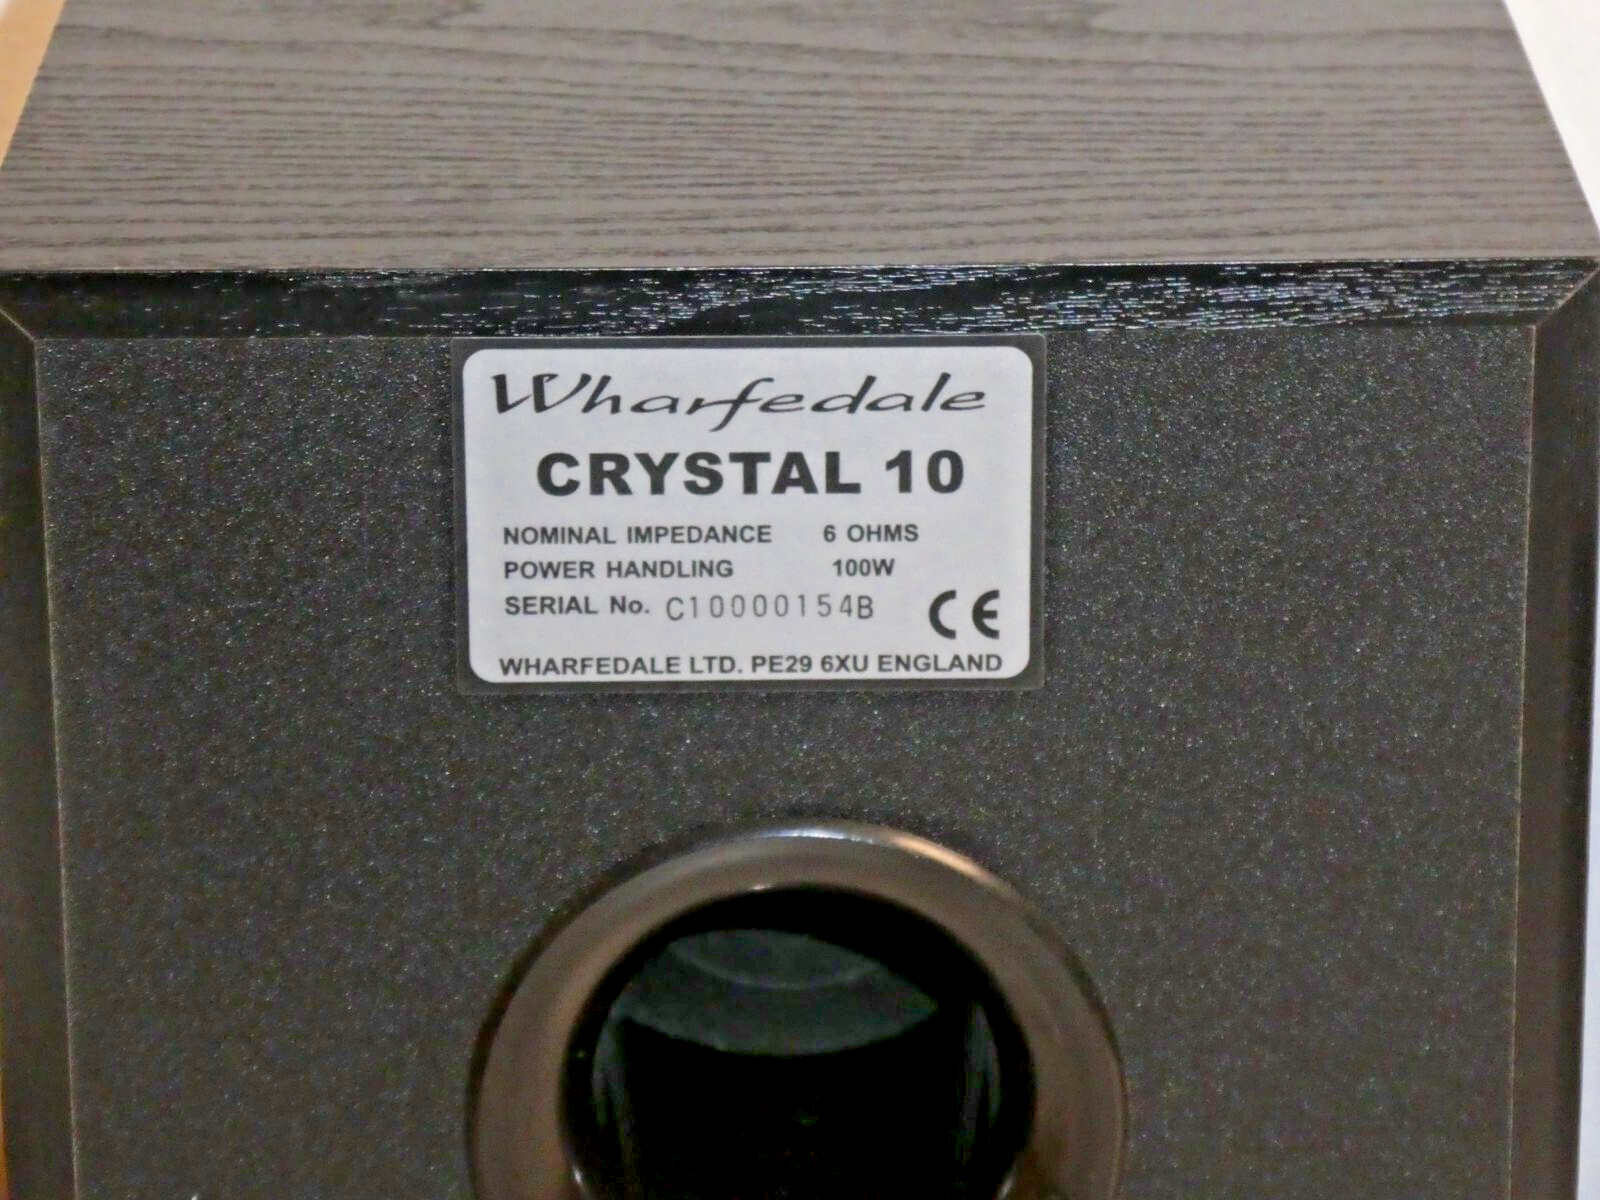 Wharfedale
CRYSTAL 10
NOMINAL IMPEDANCE 6 OHMS
POWER HANDLING 100W
SERIAL No. C10000154B
CE
WHARFEDALE LTD. PE29 6XU ENGLAND